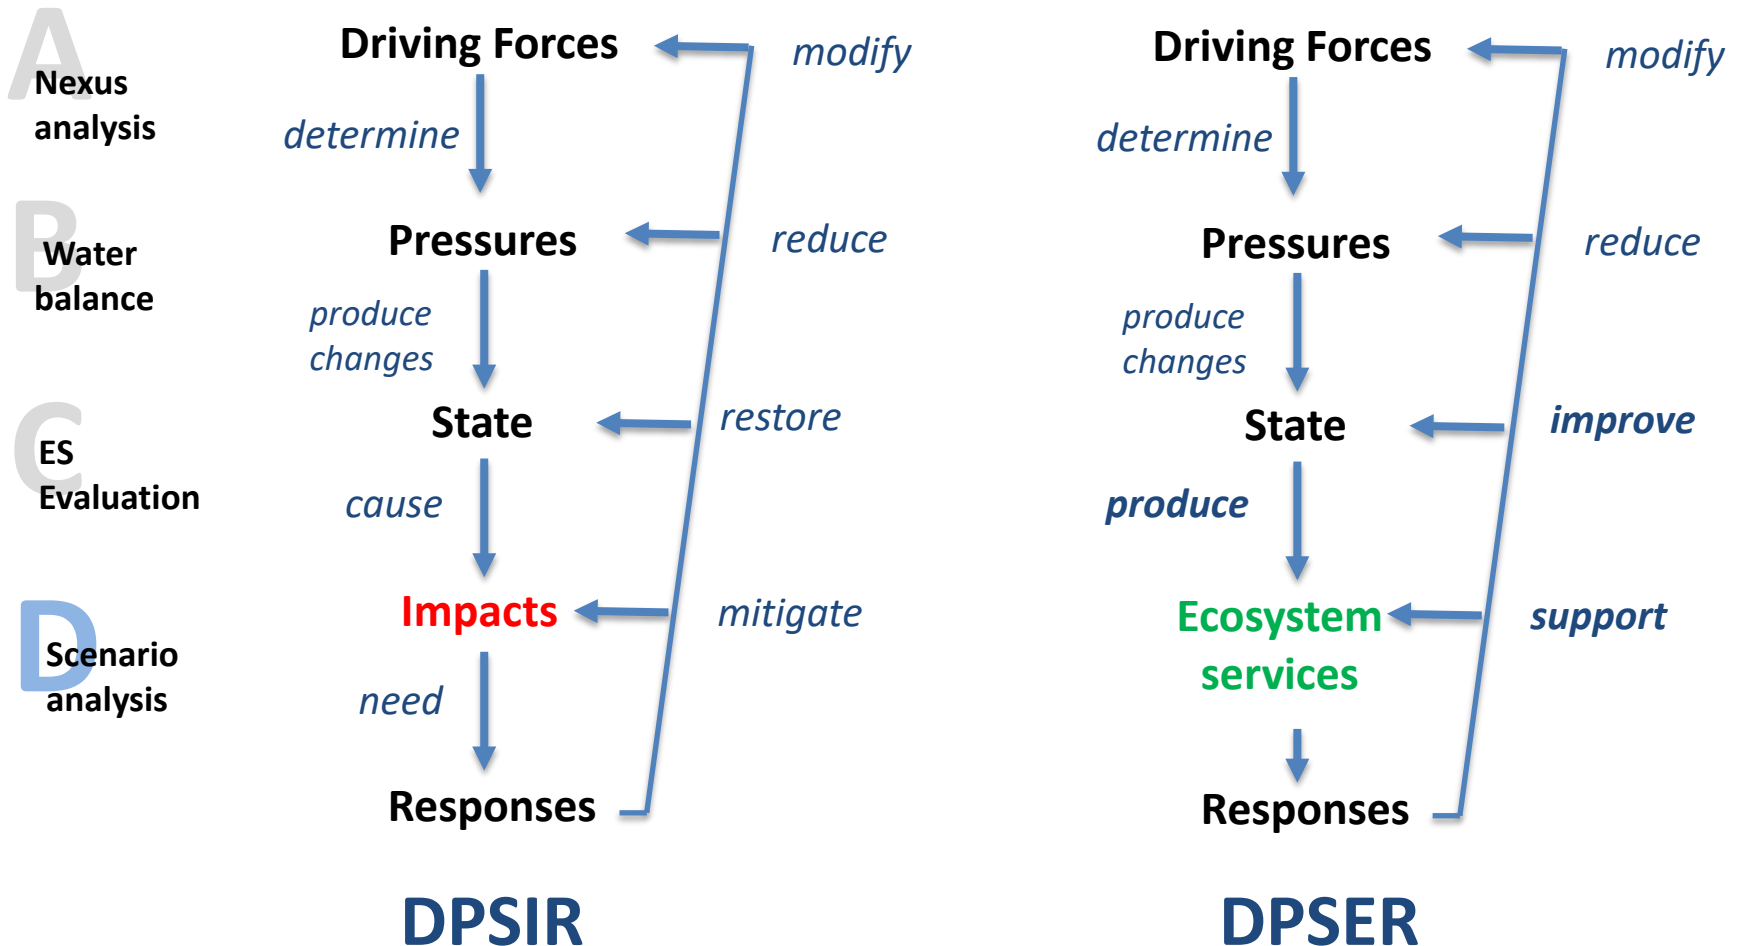 A
Nexus
analysis
B
Water
balance
C
ES
Evaluation
D
Scenario
analysis
Driving Forces
modify
determine
Pressures
reduce
produce
changes
State
restore
cause
Impacts
mitigate
need
Responses
DPSIR
Driving Forces
modify
determine
Pressures
reduce
produce
changes
State
improve
produce
Ecosystem
services
support
Responses
DPSER